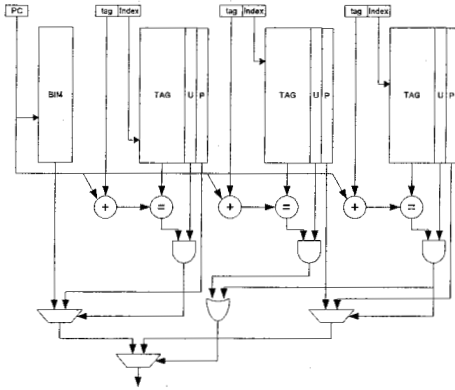 PC
tag Index
tag Index
tag Index
BIM
TAG U P
TAG U P
TAG U P
+ = + = + =